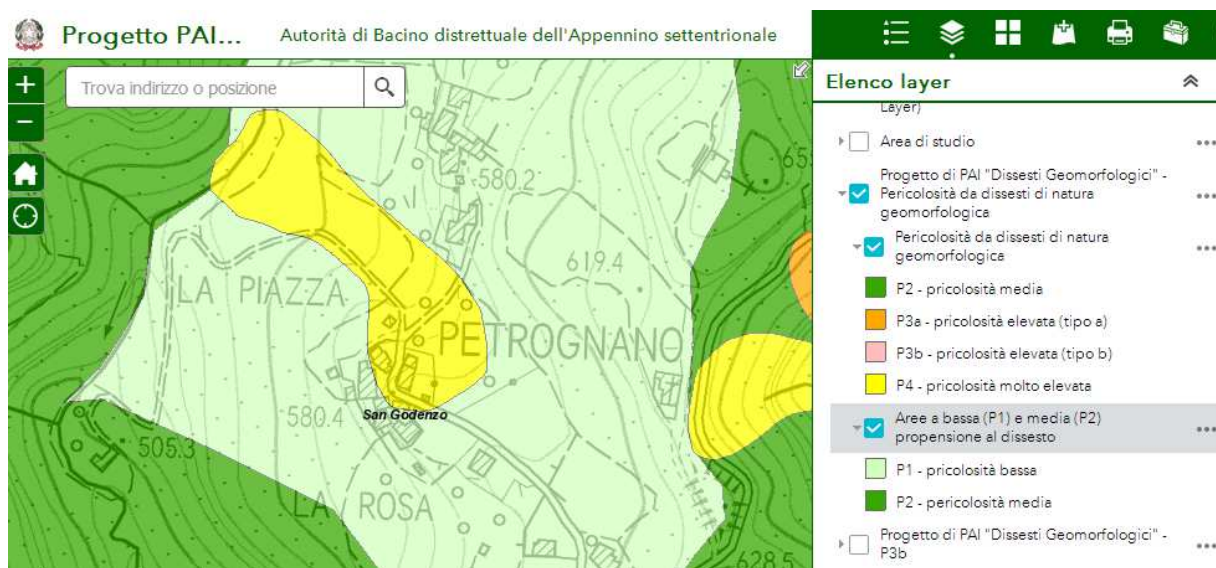 Progetto PAI... Autorità di Bacino distrettuale dell'Appennino settentrionale
Trova indirizzo o posizione
580.2
619.4
LA PIAZZA
PETROGNANO
580.4
San Godenzo
505.3
LA ROSA
628.5
65
Elenco layer
Layer)
Area di studio
Progetto di PAI "Dissesti Geomorfologici" -
Pericolosità da dissesti di natura
geomorfologica
Pericolosità da dissesti di natura
geomorfologica
P2 - pricolosità media
P3a - pricolosità elevata (tipo a)
P3b - pricolosità elevata (tipo b)
P4 - pricolosità molto elevata
Aree a bassa (P1) e media (P2)
propensione al dissesto
P1 - pricolosità bassa
P2 - pericolosità media
Progetto di PAI "Dissesti Geomorfologici" -
P3b